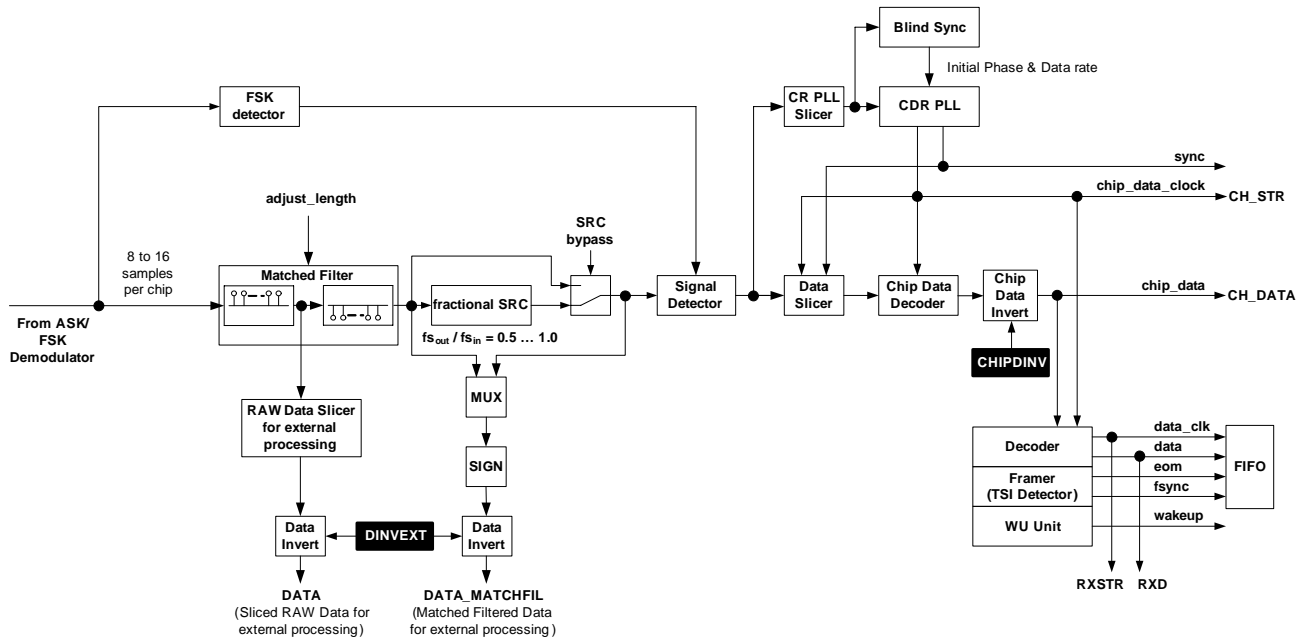 Blind Sync
Initial Phase & Data rate
FSK
detector
CR PLL
Slicer
CDR PLL
sync
adjust_length
chip_data_clock
CH_STR
SRC
bypass
8 to 16
samples
per chip
Matched Filter
fractional SRC
Signal
Detector
Data
Slicer
Chip Data
Decoder
Chip
Data
Invert
chip_data
CH_DATA
From ASK/
FSK
Demodulator
fsout / fsin = 0.5 ... 1.0
CHIPDINV
MUX
RAW Data Slicer
for external
processing
SIGN
Decoder
Framer
(TSI Detector)
WU Unit
data_clk
data
eom
fsync
wakeup
FIFO
Data
Invert
DINVEXT
Data
Invert
RXSTR
RXD
DATA
(Sliced RAW Data for
external processing)
DATA_MATCHFIL
(Matched Filtered Data
for external processing)